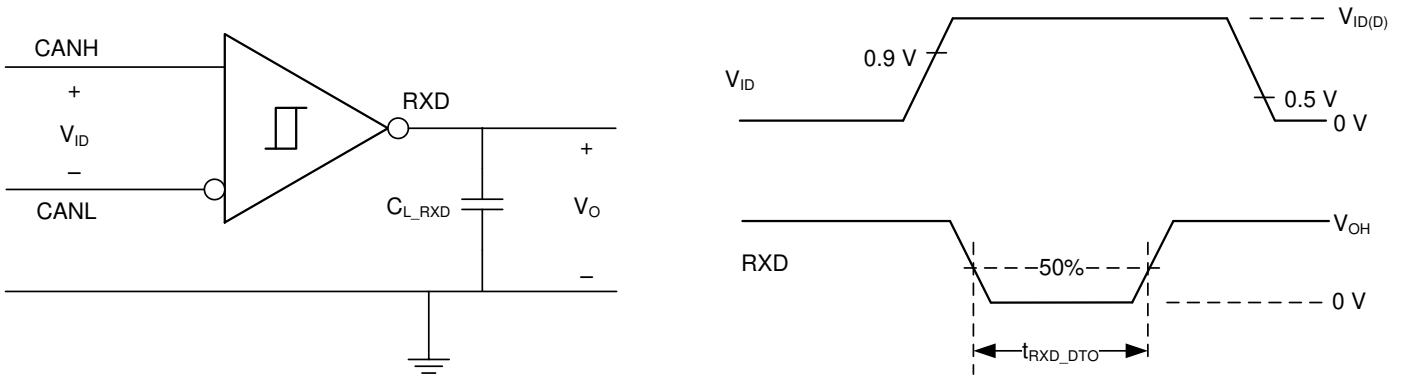 CANH
+
V_ID
–
CANL
RXD
C_L_RXD
+
V_O
–
V_ID
0.9 V
V_ID(D)
0.5 V
0 V
RXD
V_OH
50%
0 V
t_RXD_DTO